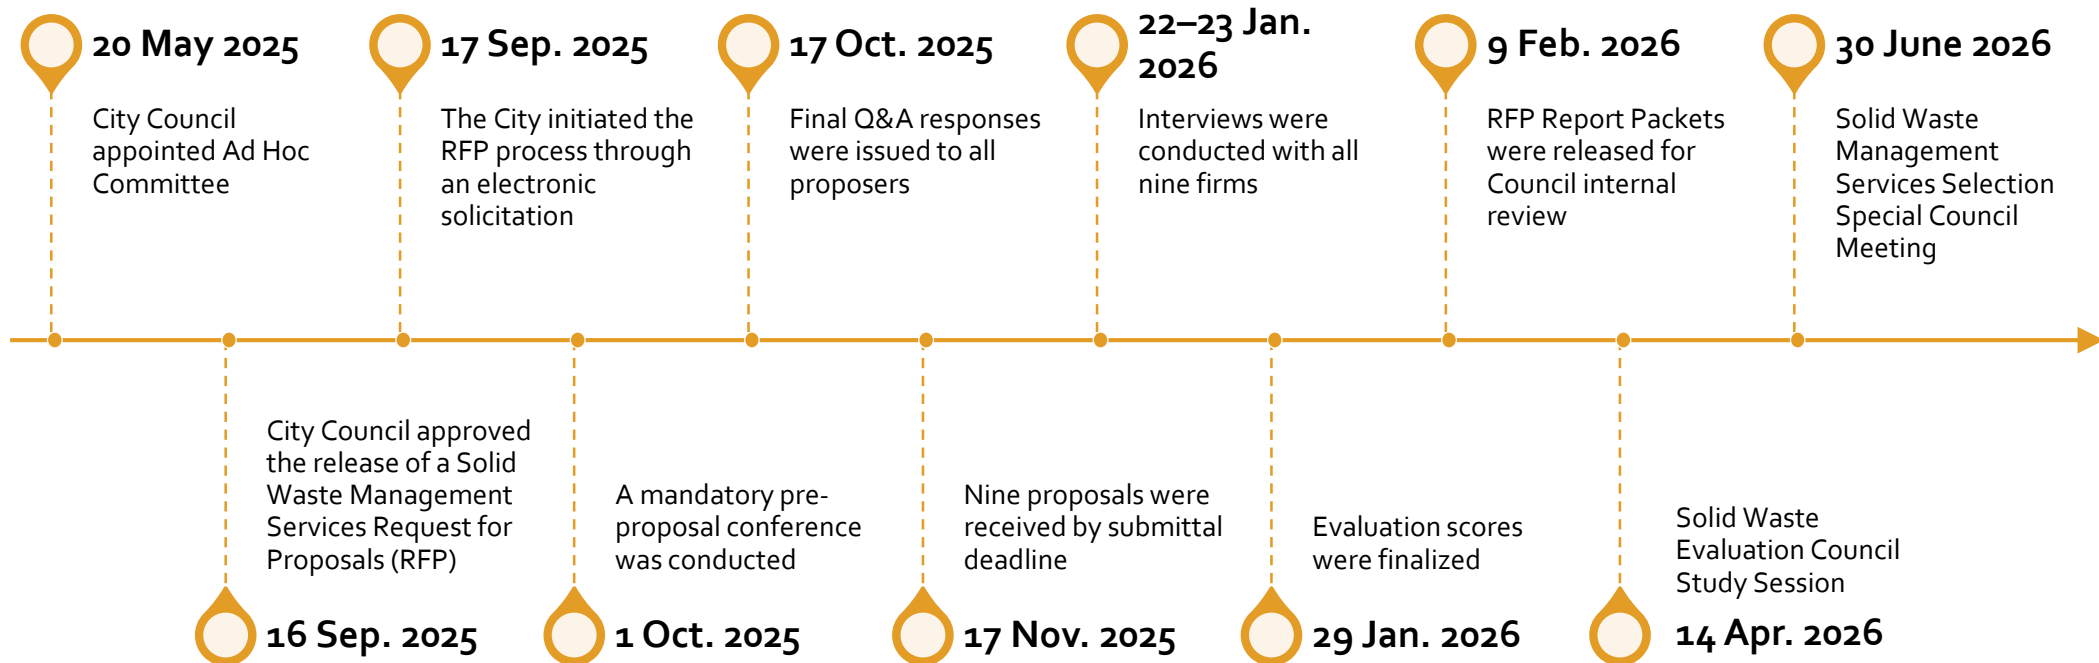 20 May 2025
City Council
appointed Ad Hoc
Committee
17 Sep. 2025
The City initiated the
RFP process through
an electronic
solicitation
17 Oct. 2025
Final Q&A responses
were issued to all
proposers
22–23 Jan.
2026
Interviews were
conducted with all
nine firms
9 Feb. 2026
RFP Report Packets
were released for
Council internal
review
30 June 2026
Solid Waste
Management
Services Selection
Special Council
Meeting
City Council approved
the release of a Solid
Waste Management
Services Request for
Proposals (RFP)
16 Sep. 2025
A mandatory pre-
proposal conference
was conducted
1 Oct. 2025
Nine proposals were
received by submittal
deadline
17 Nov. 2025
Evaluation scores
were finalized
29 Jan. 2026
Solid Waste
Evaluation Council
Study Session
14 Apr. 2026